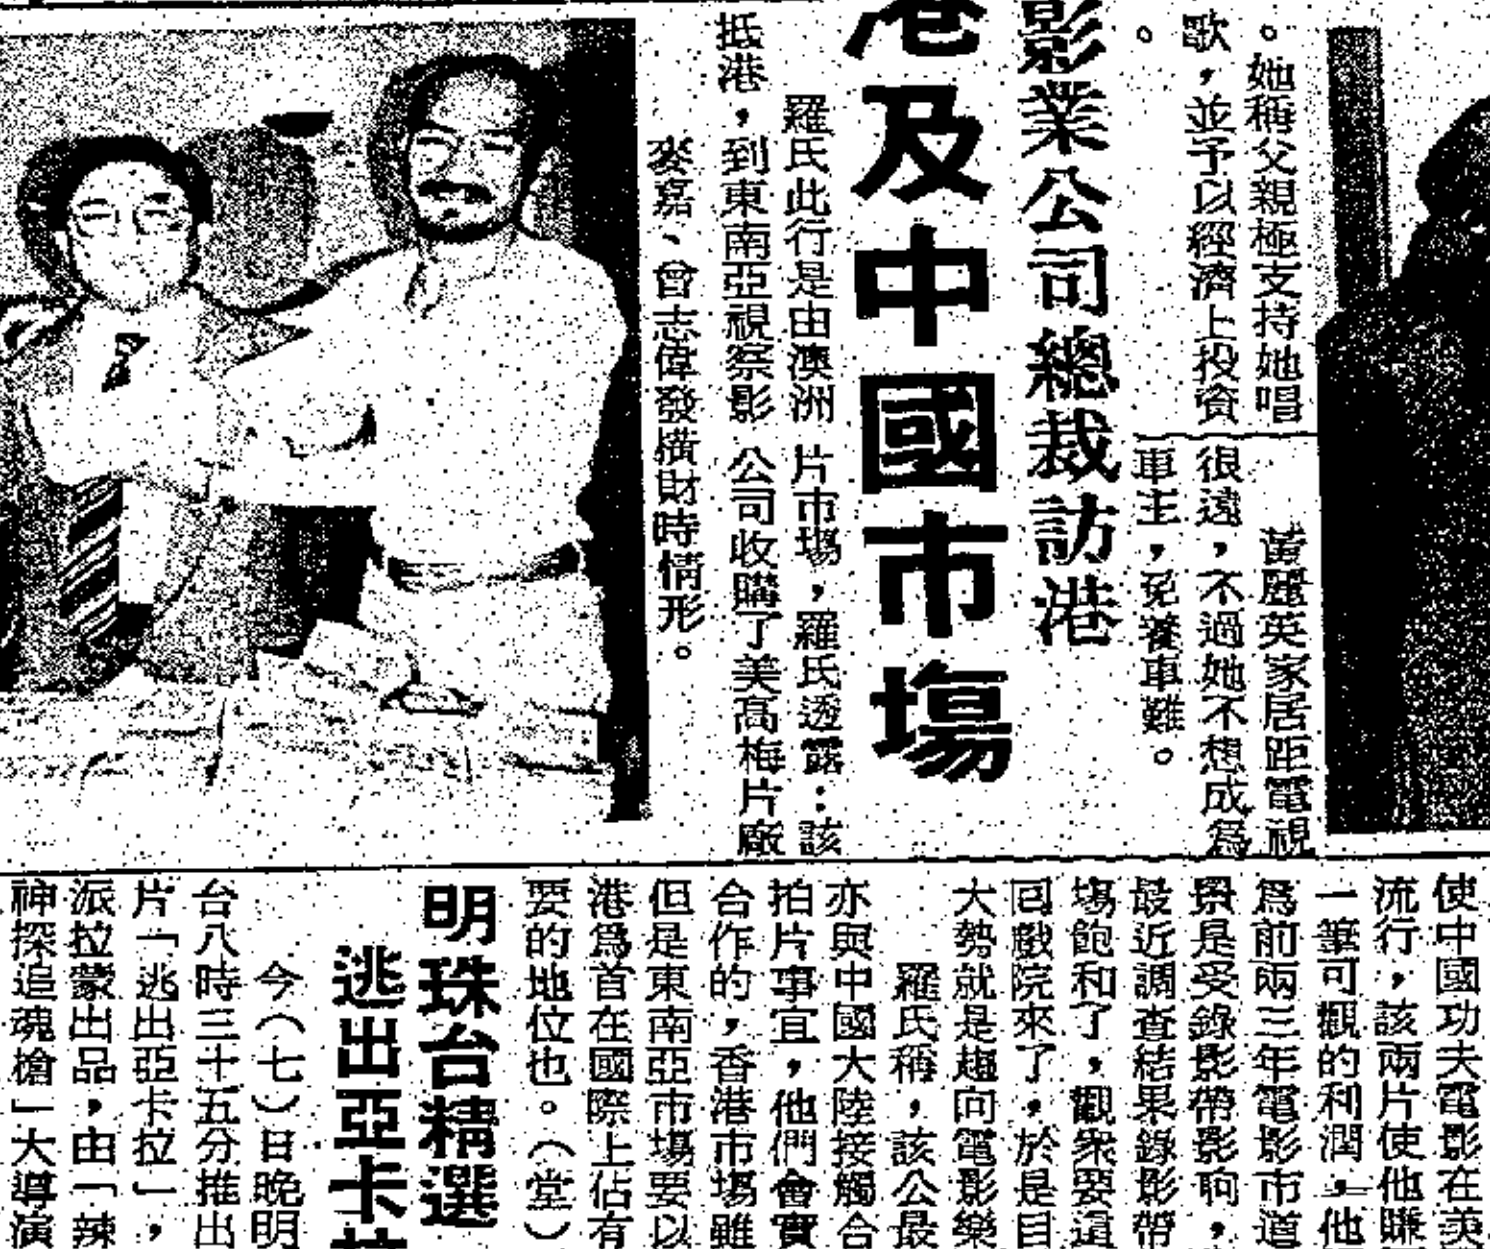 。她稱父親極支持她唱
歌，並予以經濟上投資
。
黃麗英家居距電視
很遠，不過她不想成爲
車主，免養車難。
影業公司總裁訪港
港及中國市塲
羅氏此行是由澳洲
抵港，到東南亞視察影
片市塲，羅氏透露：該
公司收購了美高梅片廠
麥嘉、曾志偉發橫財時情形。
使中國功夫電影在美
流行，該兩片使他賺
一筆可觀的利潤，他
爲前兩三年電影市道
景是受錄影帶影响，
最近調查結果錄影帶
塲飽和了，觀衆要這
回戲院來了，於是目
大勢就是趨向電影樂
羅氏稱，該公最
亦與中國大陸接觸合
拍片事宜，他們會實
合作的，香港市塲雖
但是東南亞市塲要以
港爲首在國際上佔有
要的地位也。（堂）
明珠台精選
逃出亞卡拉
今（七）日晚明
台八時三十五分推出
片「逃出亞卡拉」，
派拉蒙出品，由「辣
神探追魂槍」大導演